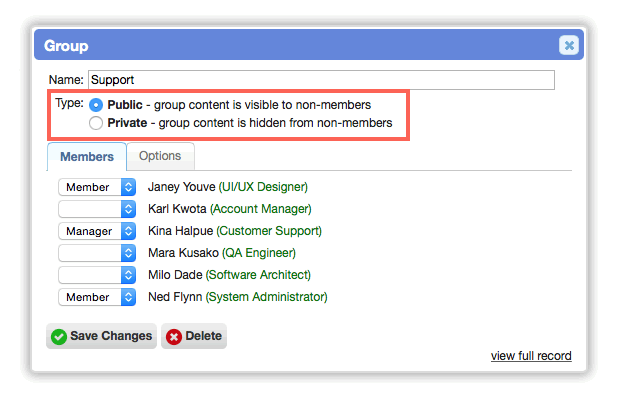 Group
Name: Support
Type: Public - group content is visible to non-members
Private - group content is hidden from non-members
Members Options
Member Janey Youve (UI/UX Designer)
Karl Kwota (Account Manager)
Manager Kina Halpue (Customer Support)
Mara Kusako (QA Engineer)
Milo Dade (Software Architect)
Member Ned Flynn (System Administrator)
Save Changes Delete
view full record